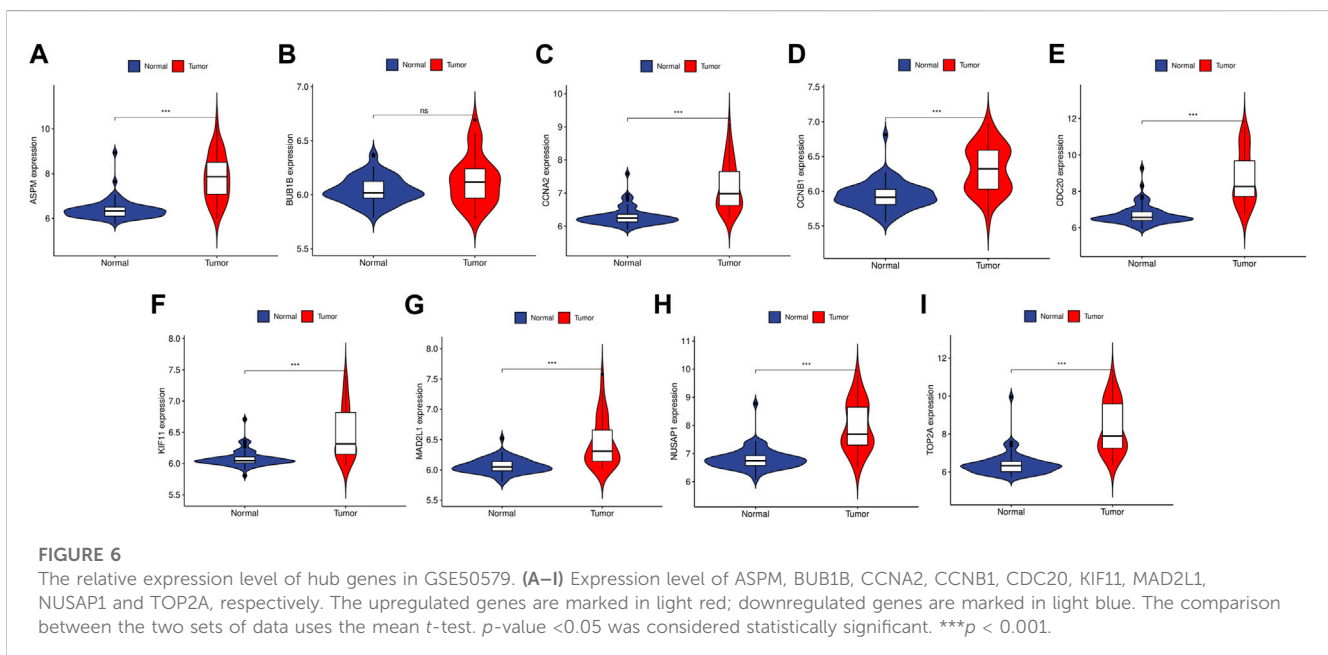 A
Normal Tumor
***
ASPM expression
10
8
6
Normal Tumor
B
Normal Tumor
ns
BUB1B expression
7.0
6.5
6.0
5.5
Normal Tumor
C
Normal Tumor
***
CCNA2 expression
10
9
8
7
6
Normal Tumor
D
Normal Tumor
***
CCNB1 expression
7.5
7.0
6.5
6.0
5.5
Normal Tumor
E
Normal Tumor
***
CDC20 expression
12
10
8
6
Normal Tumor
F
Normal Tumor
***
KIF11 expression
8.0
7.5
7.0
6.5
6.0
5.5
Normal Tumor
G
Normal Tumor
***
MAD2L1 expression
8.0
7.5
7.0
6.5
6.0
5.5
Normal Tumor
H
Normal Tumor
***
NUSAP1 expression
11
10
9
8
7
6
Normal Tumor
I
Normal Tumor
***
TOP2A expression
12
10
8
6
Normal Tumor
FIGURE 6
The relative expression level of hub genes in GSE50579. (A–I) Expression level of ASPM, BUB1B, CCNA2, CCNB1, CDC20, KIF11, MAD2L1,
NUSAP1 and TOP2A, respectively. The upregulated genes are marked in light red; downregulated genes are marked in light blue. The comparison
between the two sets of data uses the mean t-test. p-value <0.05 was considered statistically significant. ***p < 0.001.